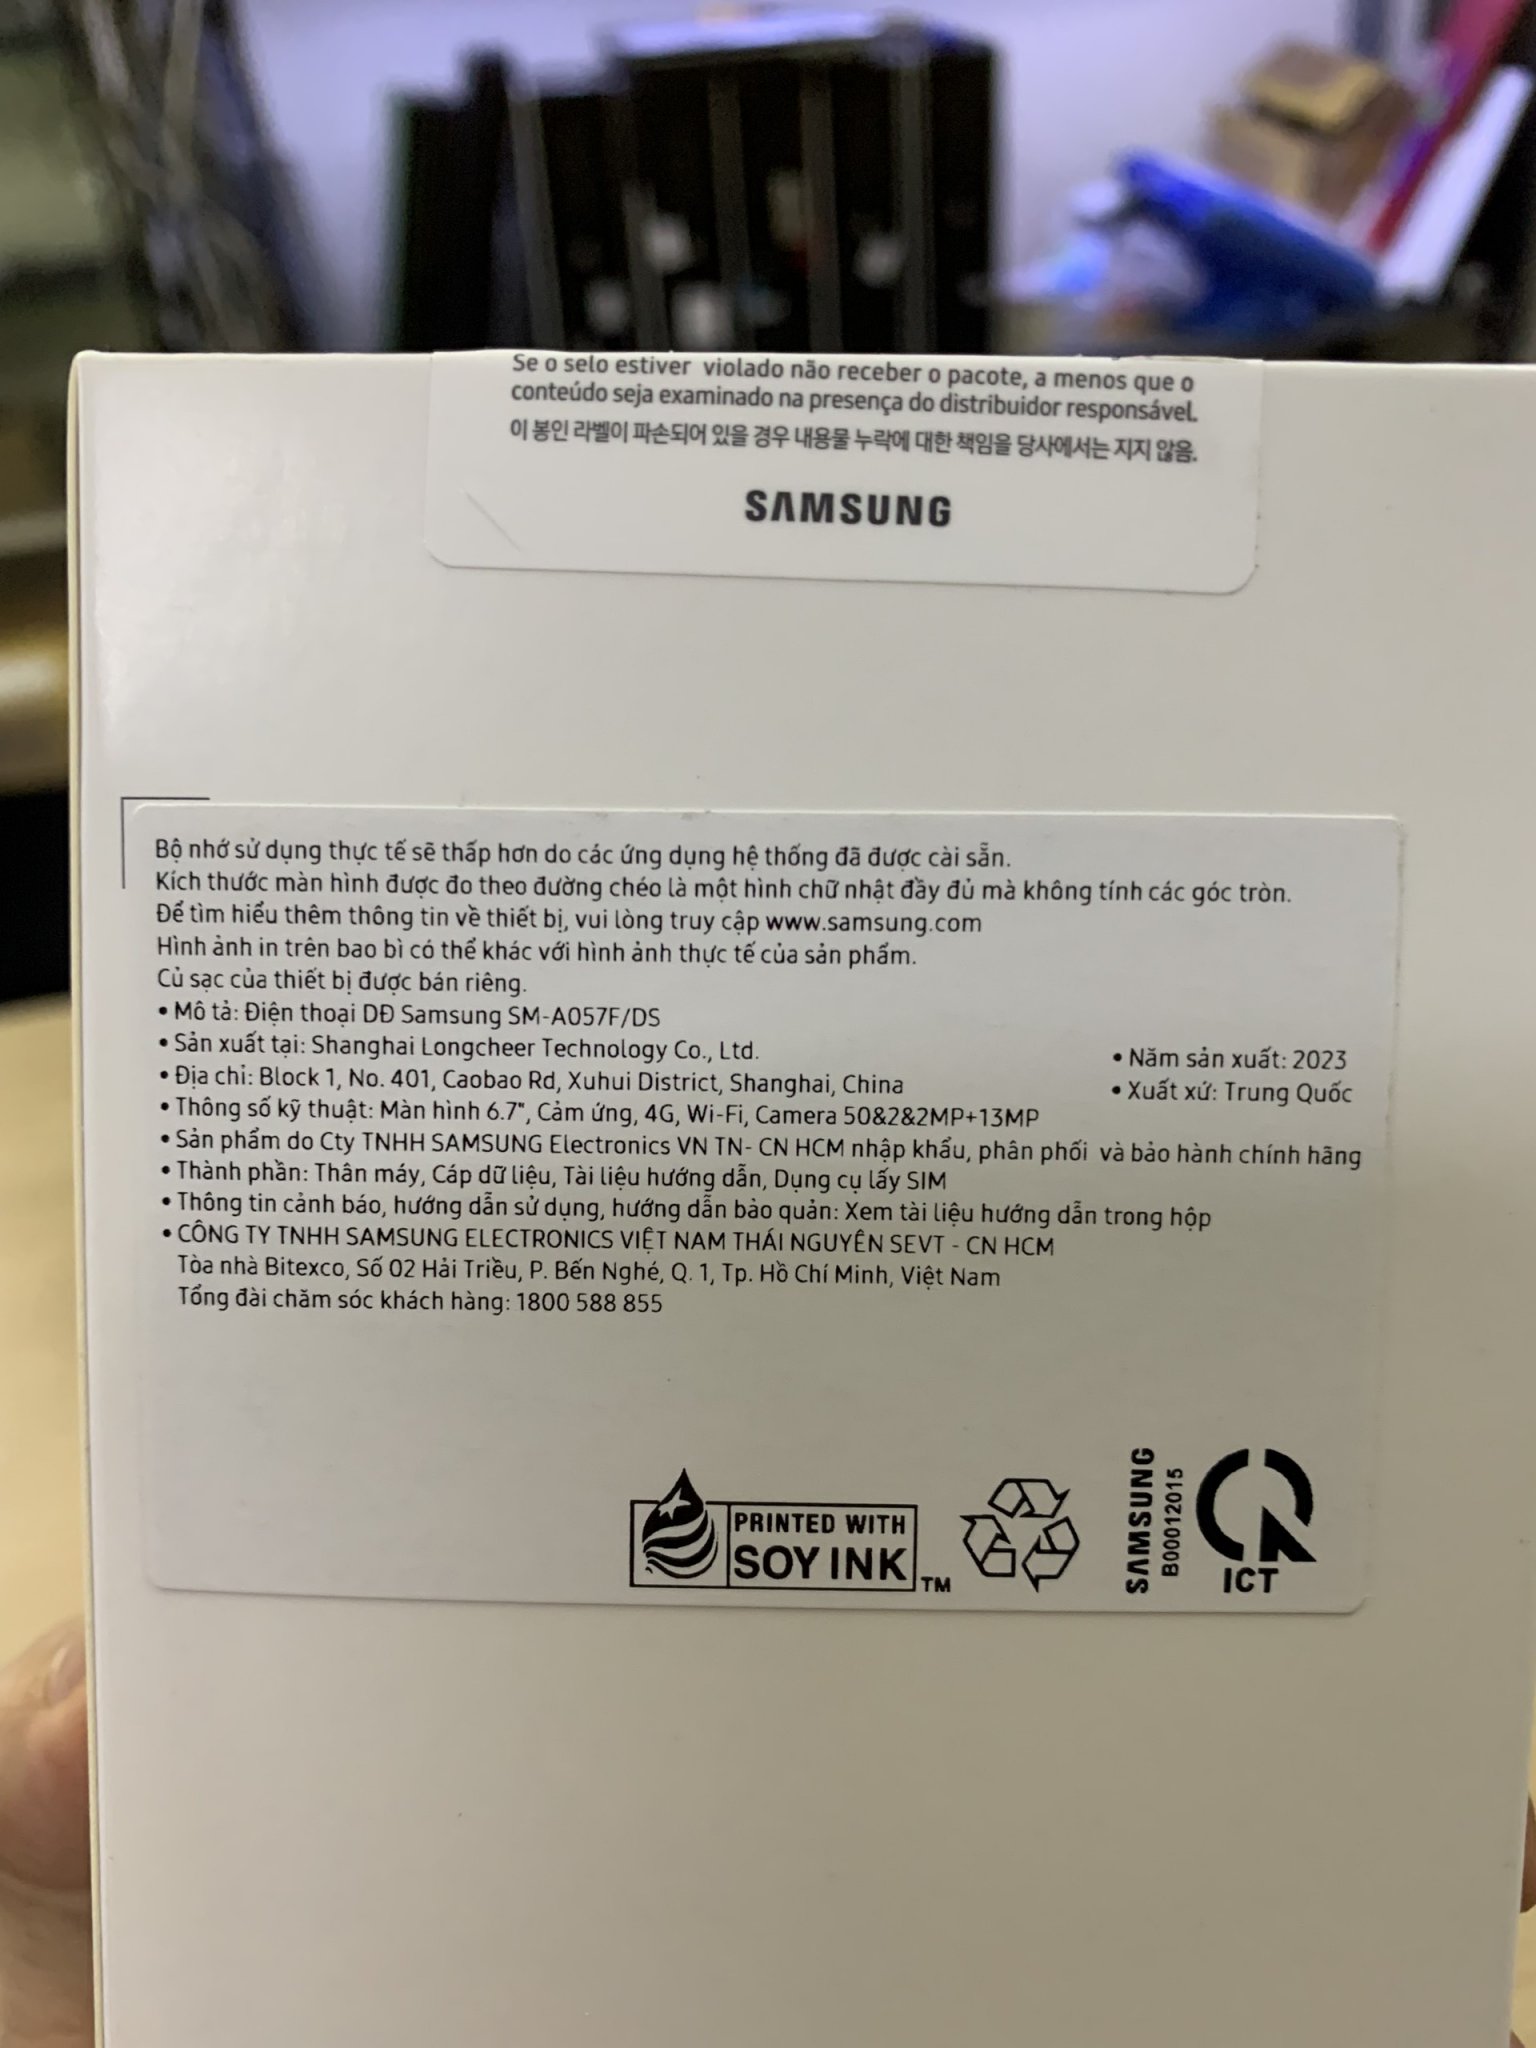 Se o selo estiver violado não receber o pacote, a menos que o
conteúdo seja examinado na presença do distribuidor responsável.
이 봉인 라벨이 파손되어 있을 경우 내용물 누락에 대한 책임을 당사에서는 지지 않음.
SAMSUNG
Bộ nhớ sử dụng thực tế sẽ thấp hơn do các ứng dụng hệ thống đã được cài sẵn.
Kích thước màn hình được đo theo đường chéo là một hình chữ nhật đầy đủ mà không tính các góc tròn.
Để tìm hiểu thêm thông tin về thiết bị, vui lòng truy cập www.samsung.com
Hình ảnh in trên bao bì có thể khác với hình ảnh thực tế của sản phẩm.
Củ sạc của thiết bị được bán riêng.
• Mô tả: Điện thoại DĐ Samsung SM-A057F/DS
• Sản xuất tại: Shanghai Longcheer Technology Co., Ltd.
• Năm sản xuất: 2023
• Địa chỉ: Block 1, No. 401, Caobao Rd, Xuhui District, Shanghai, China
• Xuất xứ: Trung Quốc
• Thông số kỹ thuật: Màn hình 6.7", Cảm ứng, 4G, Wi-Fi, Camera 50&2&2MP+13MP
• Sản phẩm do Cty TNHH SAMSUNG Electronics VN TN- CN HCM nhập khẩu, phân phối và bảo hành chính hãng
• Thành phần: Thân máy, Cáp dữ liệu, Tài liệu hướng dẫn, Dụng cụ lấy SIM
• Thông tin cảnh báo, hướng dẫn sử dụng, hướng dẫn bảo quản: Xem tài liệu hướng dẫn trong hộp
• CÔNG TY TNHH SAMSUNG ELECTRONICS VIỆT NAM THÁI NGUYÊN SEVT - CN HCM
Tòa nhà Bitexco, Số 02 Hải Triều, P. Bến Nghé, Q. 1, Tp. Hồ Chí Minh, Việt Nam
Tổng đài chăm sóc khách hàng: 1800 588 855
PRINTED WITH
SOY INK TM
SAMSUNG
B00012015
ICT